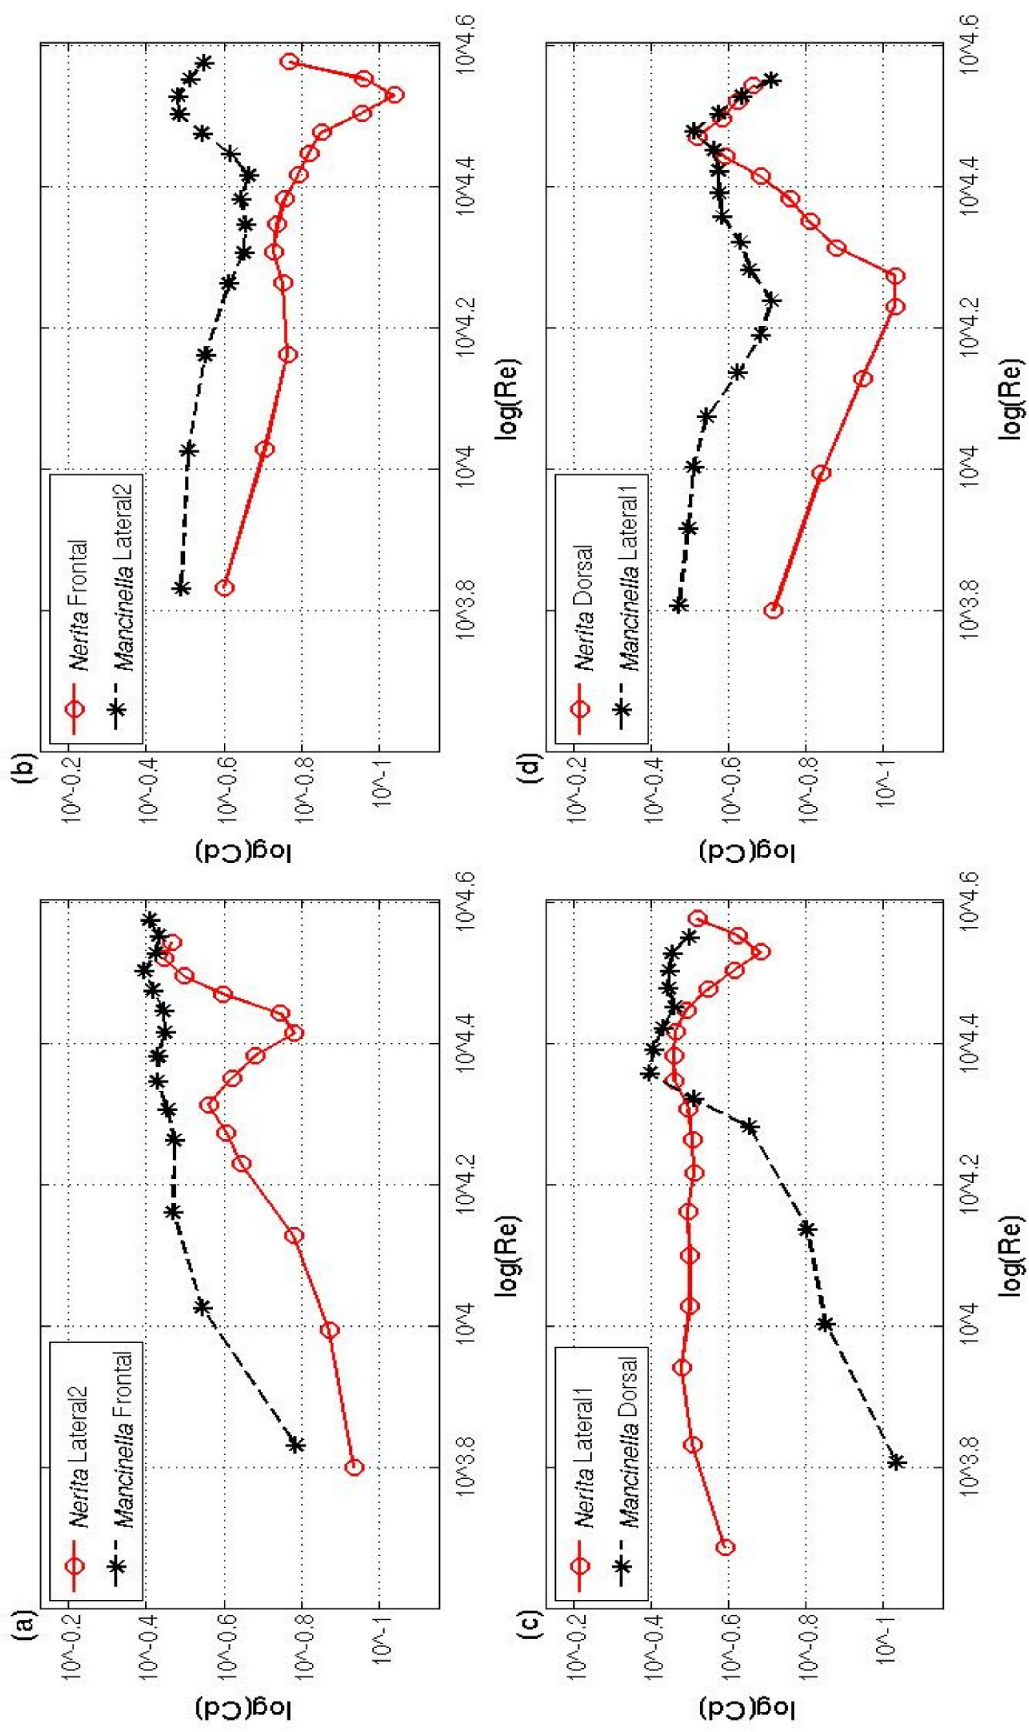 (a)
10^-0.2
10^-0.4
10^-0.6
10^-0.8
10^-1
log(Cd)
Nerita Lateral2
Mancinella Frontal
10^3.8
10^4
10^4.2
10^4.4
10^4.6
log(Re)
(b)
10^-0.2
10^-0.4
10^-0.6
10^-0.8
10^-1
log(Cd)
Nerita Frontal
Mancinella Lateral2
10^3.8
10^4
10^4.2
10^4.4
10^4.6
log(Re)
(c)
10^-0.2
10^-0.4
10^-0.6
10^-0.8
10^-1
log(Cd)
Nerita Lateral1
Mancinella Dorsal
10^3.8
10^4
10^4.2
10^4.4
10^4.6
log(Re)
(d)
10^-0.2
10^-0.4
10^-0.6
10^-0.8
10^-1
log(Cd)
Nerita Dorsal
Mancinella Lateral1
10^3.8
10^4
10^4.2
10^4.4
10^4.6
log(Re)